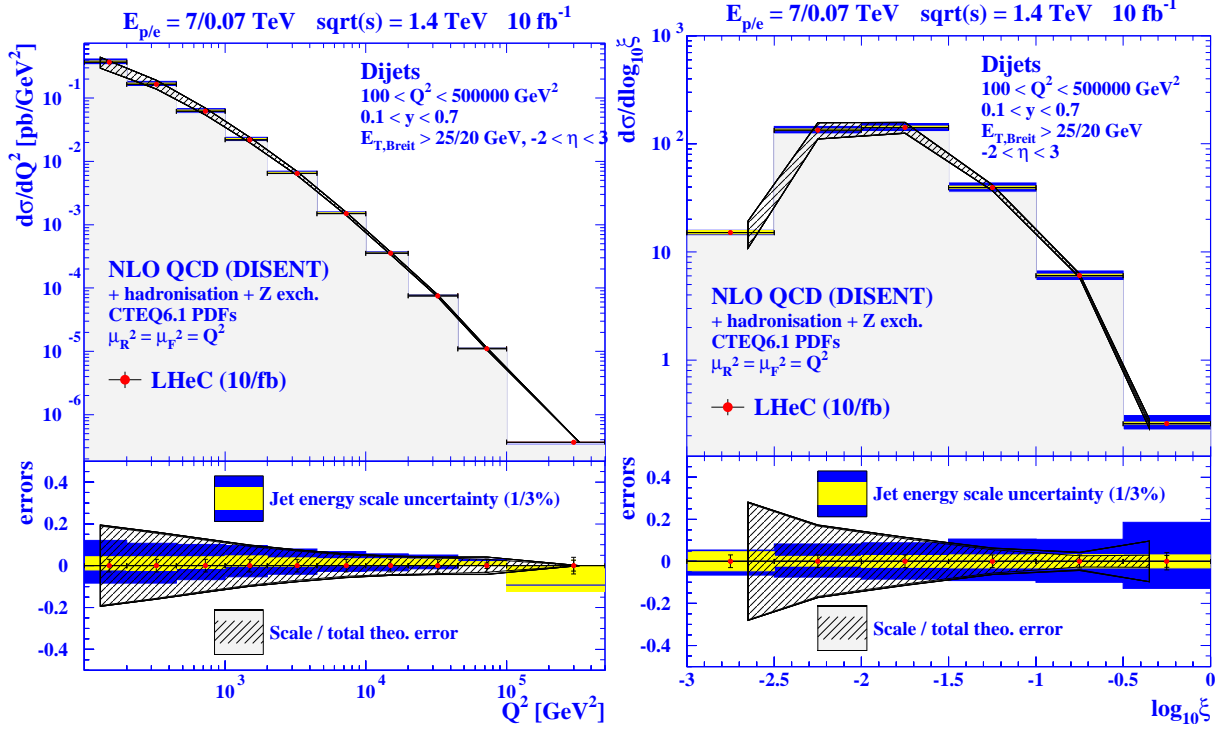 E_{p/e} = 7/0.07 TeV   sqrt(s) = 1.4 TeV   10 fb^{-1}
dσ/dQ² [pb/GeV²]
10^{-1}
10^{-2}
10^{-3}
10^{-4}
10^{-5}
10^{-6}
Dijets
100 < Q² < 500000 GeV²
0.1 < y < 0.7
E_{T,Breit} > 25/20 GeV, -2 < η < 3
NLO QCD (DISENT)
+ hadronisation + Z exch.
CTEQ6.1 PDFs
μ_R² = μ_F² = Q²
LHeC (10/fb)
errors
0.4
0.2
0
-0.2
-0.4
Jet energy scale uncertainty (1/3%)
Scale / total theo. error
10³
10⁴
10⁵
Q² [GeV²]
E_{p/e} = 7/0.07 TeV   sqrt(s) = 1.4 TeV   10 fb^{-1}
dσ/dlog₁₀ξ
10³
10²
10
1
Dijets
100 < Q² < 500000 GeV²
0.1 < y < 0.7
E_{T,Breit} > 25/20 GeV
-2 < η < 3
NLO QCD (DISENT)
+ hadronisation + Z exch.
CTEQ6.1 PDFs
μ_R² = μ_F² = Q²
LHeC (10/fb)
errors
0.4
0.2
0
-0.2
-0.4
Jet energy scale uncertainty (1/3%)
Scale / total theo. error
-3
-2.5
-2
-1.5
-1
-0.5
-0.0
log₁₀ξ